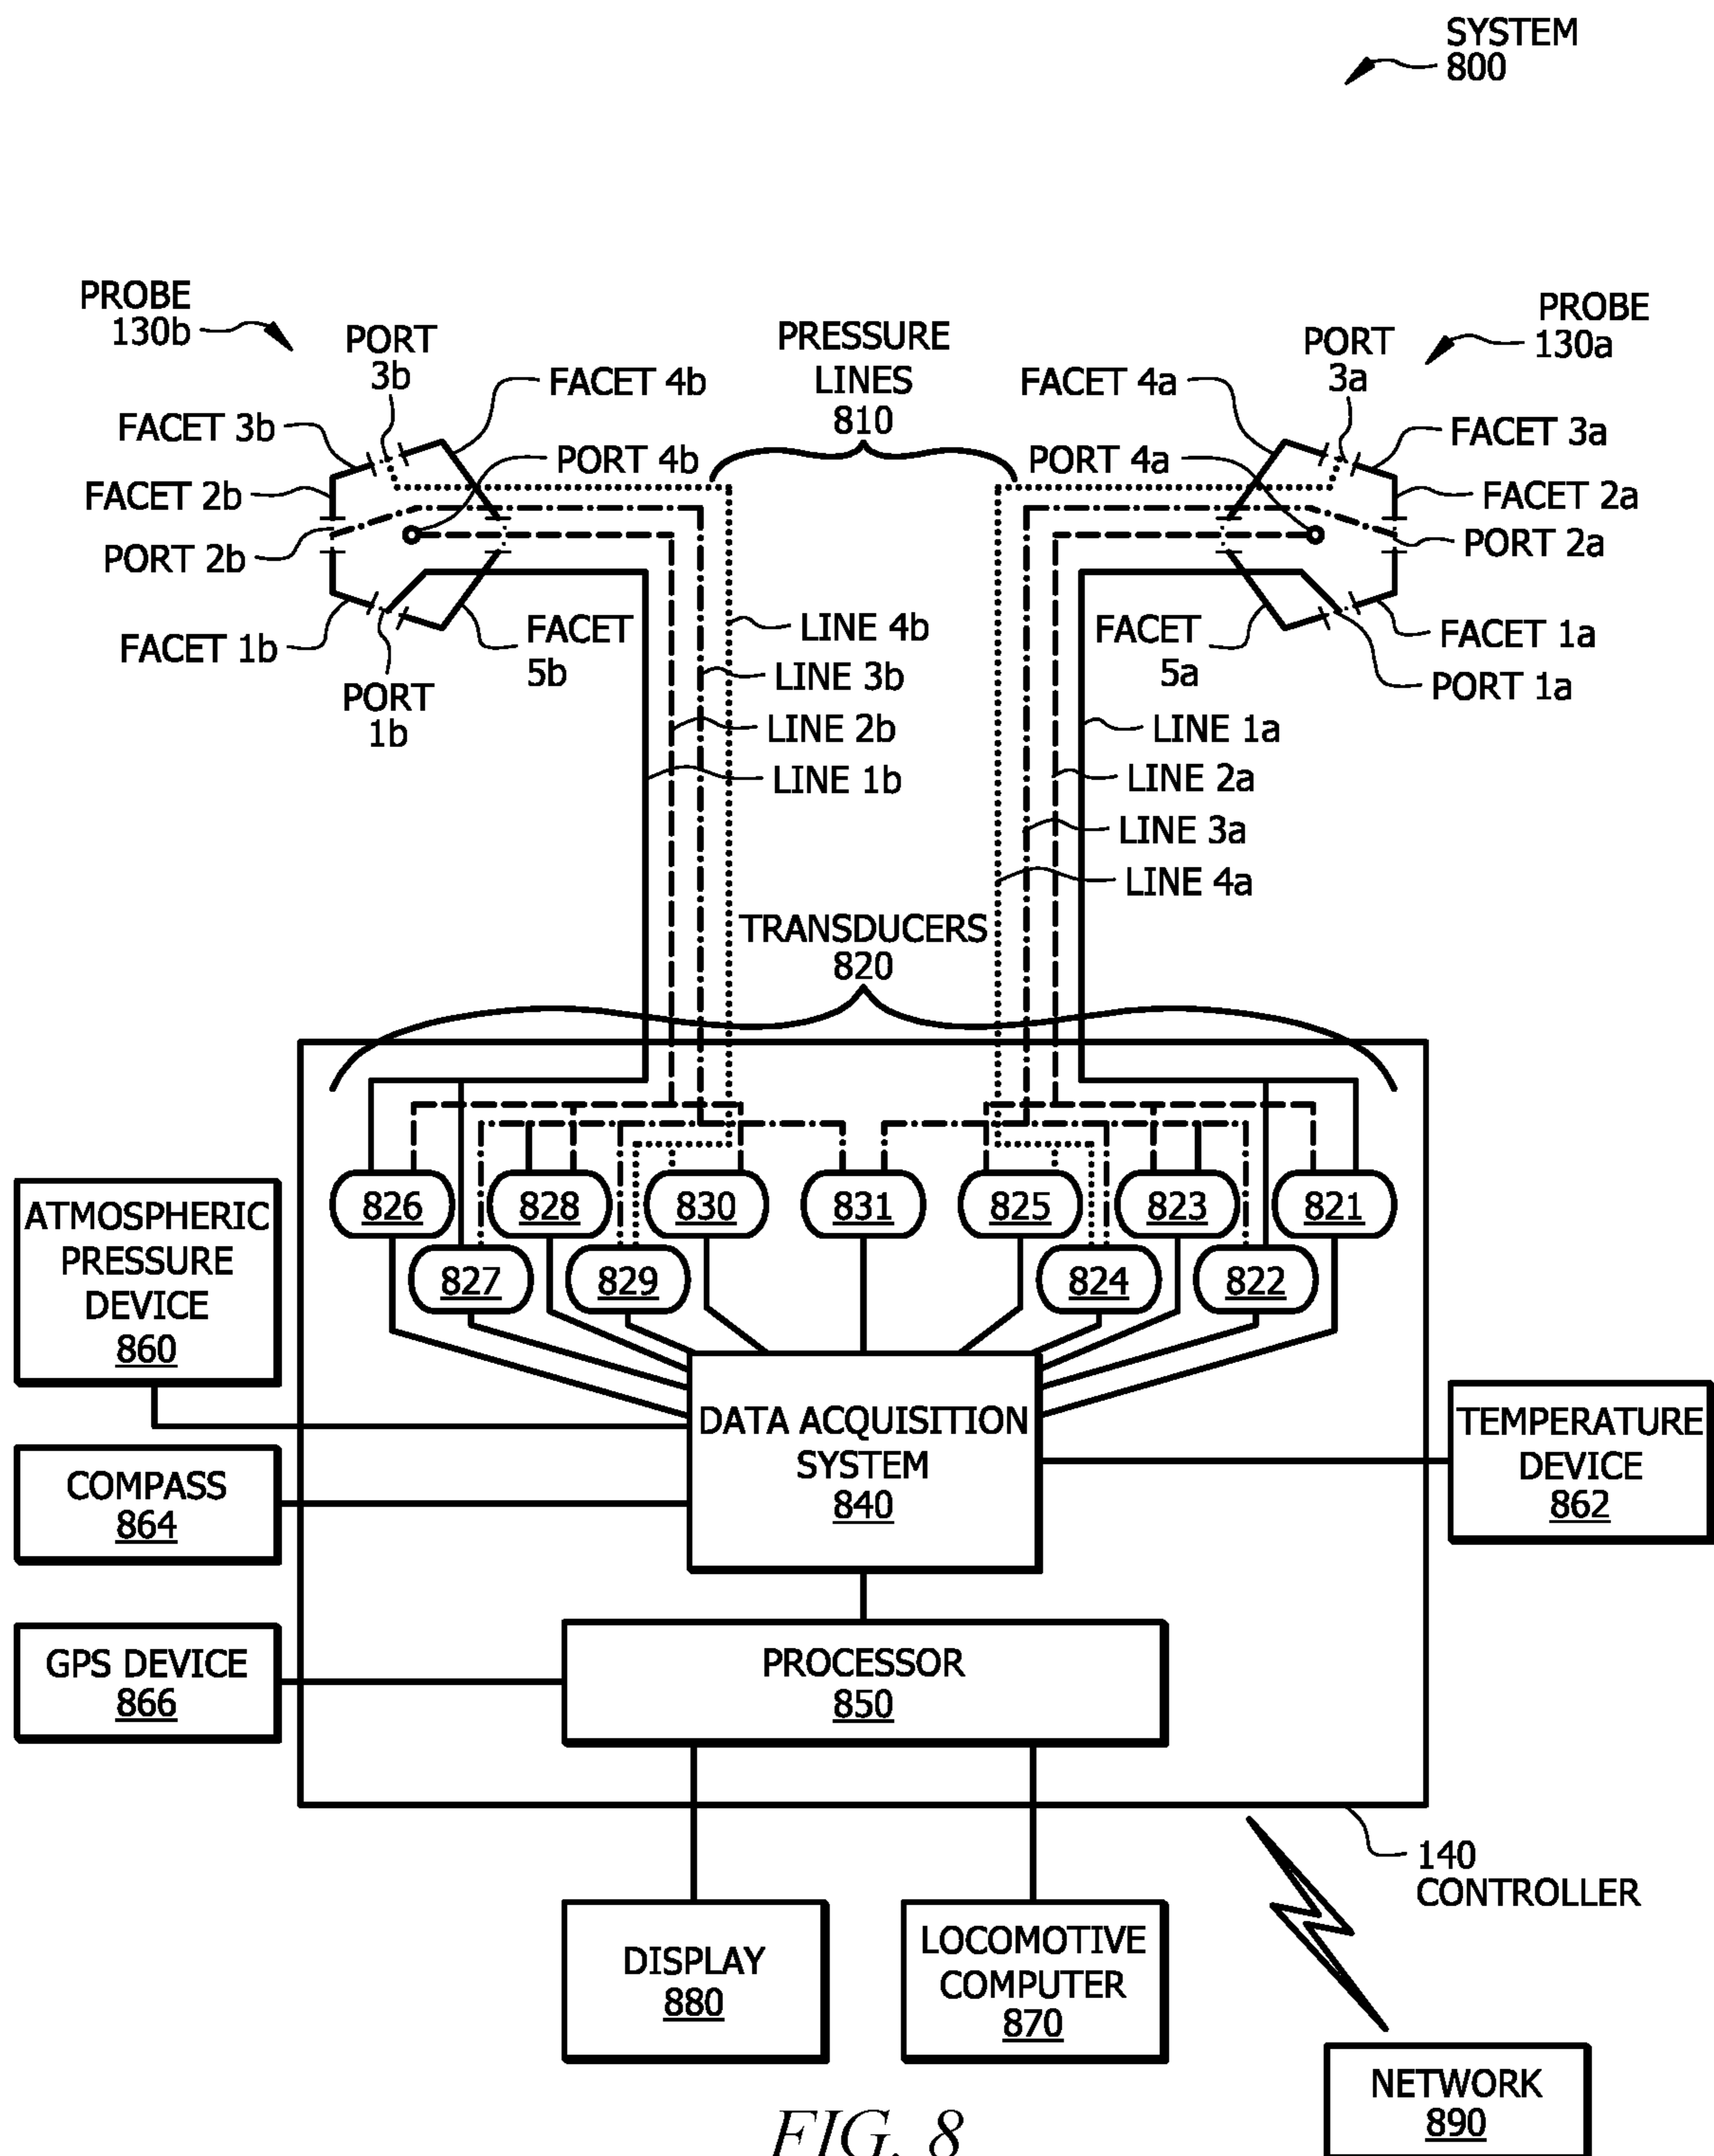 SYSTEM
800
PROBE
130b
PORT
3b
FACET 4b
FACET 3b
PORT 4b
FACET 2b
PORT 2b
FACET 1b
PORT
1b
FACET
5b
PRESSURE
LINES
810
PROBE
130a
PORT
3a
FACET 4a
FACET 3a
PORT 4a
FACET 2a
PORT 2a
FACET 1a
FACET
5a
PORT 1a
LINE 4b
LINE 3b
LINE 2b
LINE 1b
LINE 1a
LINE 2a
LINE 3a
LINE 4a
TRANSDUCERS
820
826
828
830
831
825
823
821
827
829
824
822
ATMOSPHERIC
PRESSURE
DEVICE
860
DATA ACQUISITION
SYSTEM
840
TEMPERATURE
DEVICE
862
COMPASS
864
GPS DEVICE
866
PROCESSOR
850
140
CONTROLLER
DISPLAY
880
LOCOMOTIVE
COMPUTER
870
NETWORK
890
FIG. 8